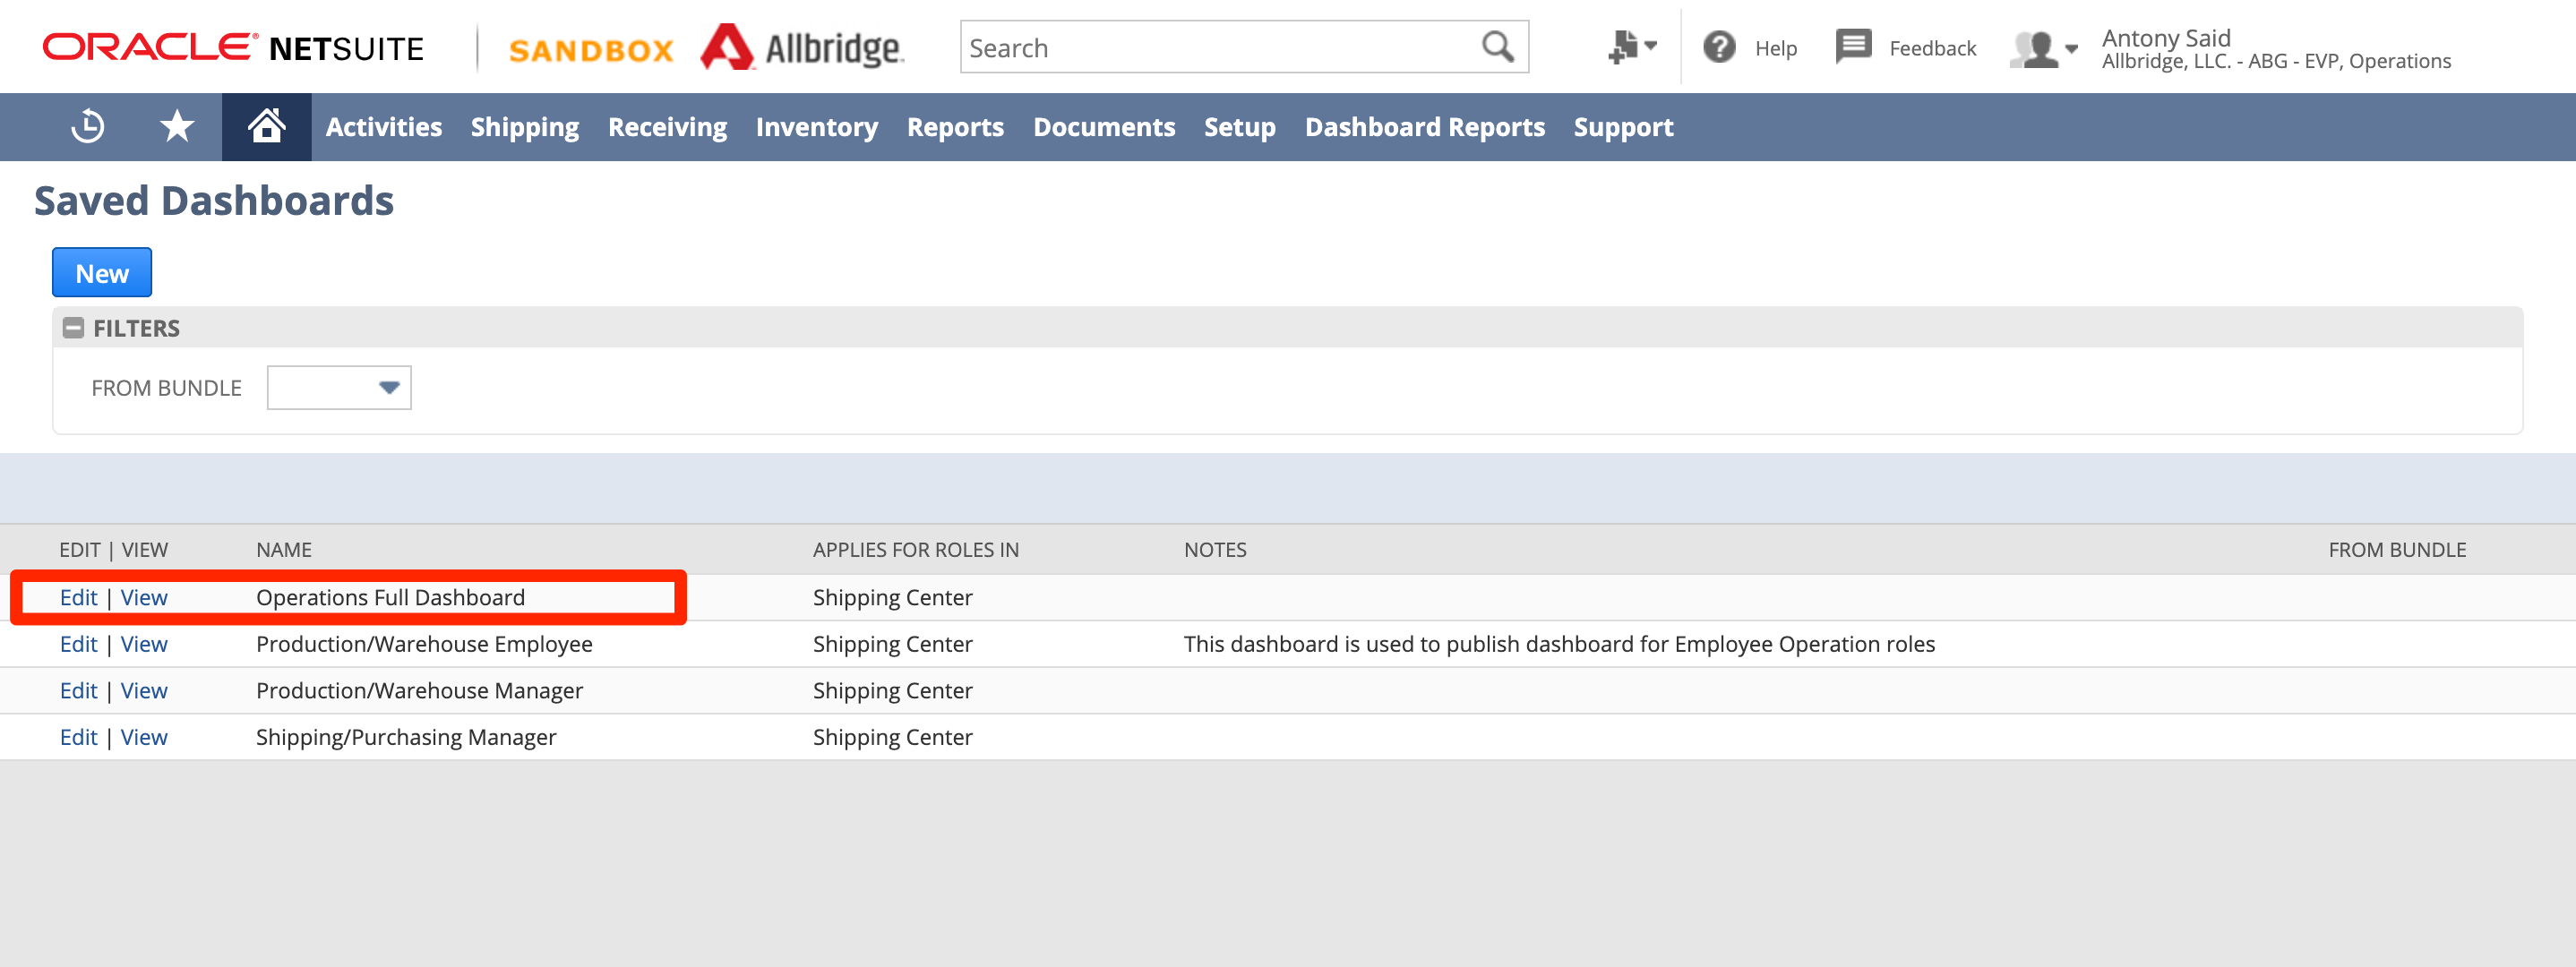 ORACLE® NETSUITE SANDBOX Allbridge Search Help Feedback Antony Said
Allbridge, LLC. - ABG - EVP, Operations
Activities Shipping Receiving Inventory Reports Documents Setup Dashboard Reports Support
Saved Dashboards
New
FILTERS
FROM BUNDLE
EDIT | VIEW NAME APPLIES FOR ROLES IN NOTES FROM BUNDLE
Edit | View Operations Full Dashboard Shipping Center
Edit | View Production/Warehouse Employee Shipping Center This dashboard is used to publish dashboard for Employee Operation roles
Edit | View Production/Warehouse Manager Shipping Center
Edit | View Shipping/Purchasing Manager Shipping Center